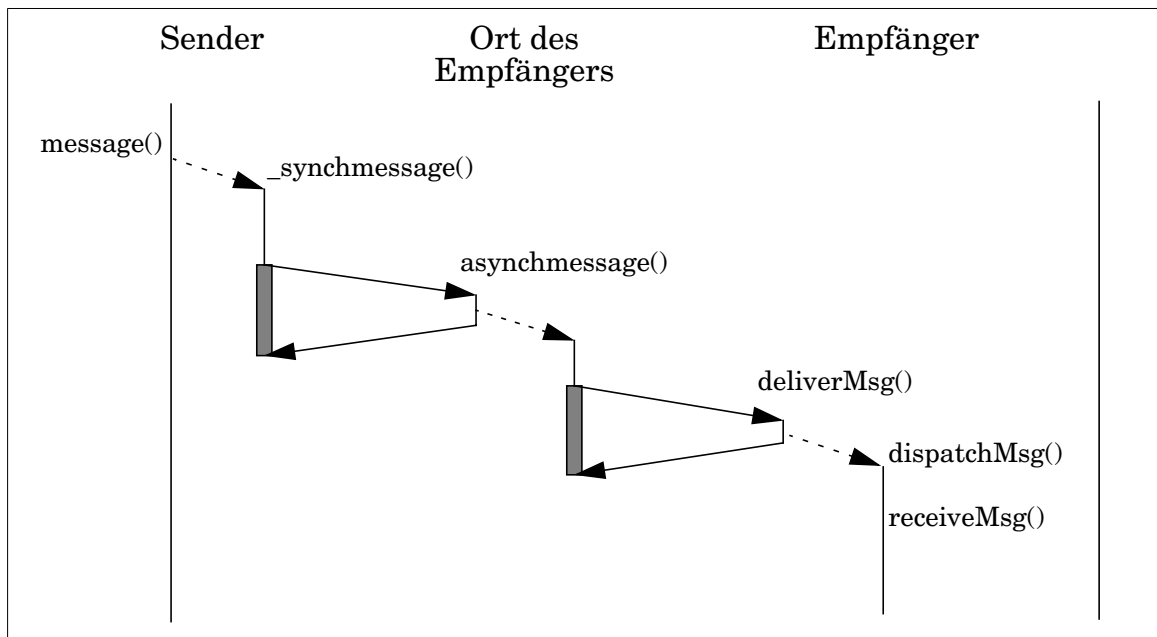 Sender
Ort des
Empfängers
Empfänger
message()
_synchmessage()
asynchmessage()
deliverMsg()
dispatchMsg()
receiveMsg()